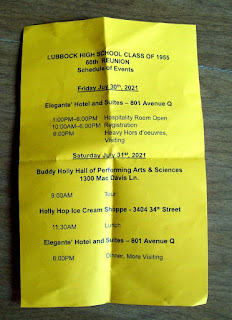 LUBBOCK HIGH SCHOOL CLASS OF 1955
66th REUNION
Schedule of Events
Friday July 30th, 2021
Elegante' Hotel and Suites – 801 Avenue Q
1:00PM–6:00PM Hospitality Room Open
10:00AM–6:00PM Registration
6:00PM Heavy Hors d'oeuvres,
Visiting
Saturday July 31st, 2021
Buddy Holly Hall of Performing Arts & Sciences
1300 Mac Davis Ln.
9:00AM Tour
Holly Hop Ice Cream Shoppe - 3404 34th Street
11:30AM Lunch
Elegante' Hotel and Suites – 801 Avenue Q
6:00PM Dinner, More Visiting